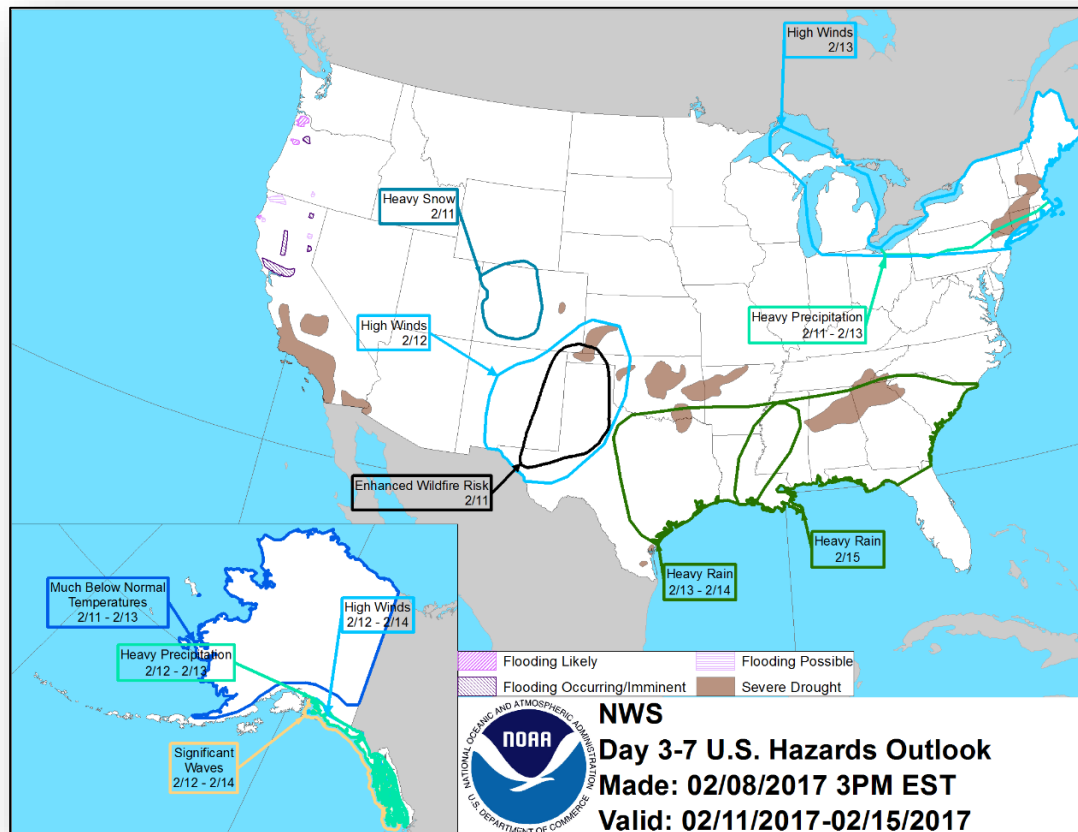 High Winds
2/13
Heavy Snow
2/11
High Winds
2/12
Heavy Precipitation
2/11 - 2/13
Enhanced Wildfire Risk
2/11
Heavy Rain
2/15
Heavy Rain
2/13 - 2/14
Much Below Normal
Temperatures
2/11 - 2/13
High Winds
2/12 - 2/14
Heavy Precipitation
2/12 - 2/13
Significant
Waves
2/12 - 2/14
Flooding Likely
Flooding Possible
Flooding Occurring/Imminent
Severe Drought
NATIONAL OCEANIC AND ATMOSPHERIC ADMINISTRATION
NOAA
U.S. DEPARTMENT OF COMMERCE
NWS
Day 3-7 U.S. Hazards Outlook
Made: 02/08/2017 3PM EST
Valid: 02/11/2017-02/15/2017